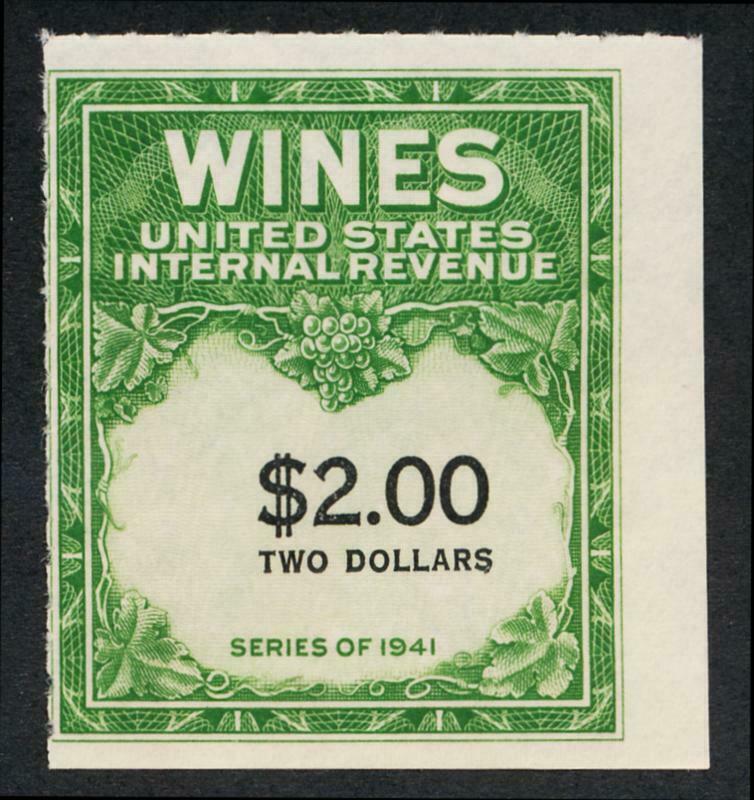 WINES
UNITED STATES
INTERNAL REVENUE
$2.00
TWO DOLLARS
SERIES OF 1941